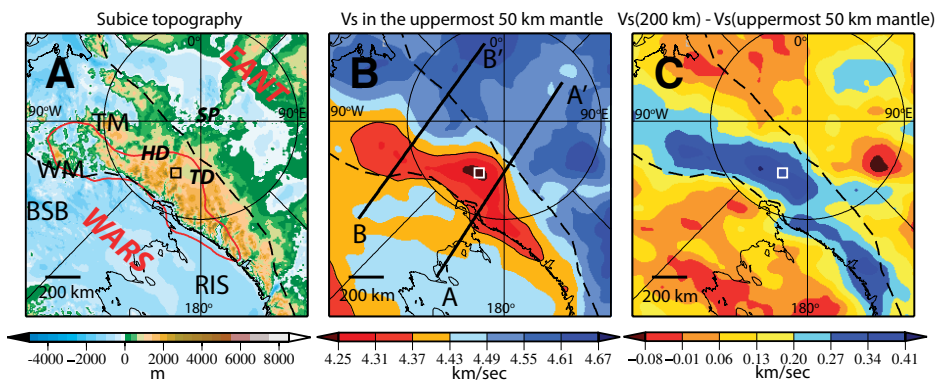 Subice topography
Vs in the uppermost 50 km mantle
Vs(200 km) - Vs(uppermost 50 km mantle)
A
0°
EANT
90°W
TM
SP
90°E
HD
WM
TD
BSB
WARS
RIS
200 km
180°
B
0°
B'
A'
90°W
90°E
B
A
200 km
180°
C
0°
90°W
90°E
200 km
180°
-4000 -2000 0 2000 4000 6000 8000
m
4.25 4.31 4.37 4.43 4.49 4.55 4.61 4.67
km/sec
-0.08 -0.01 0.06 0.13 0.20 0.27 0.34 0.41
km/sec